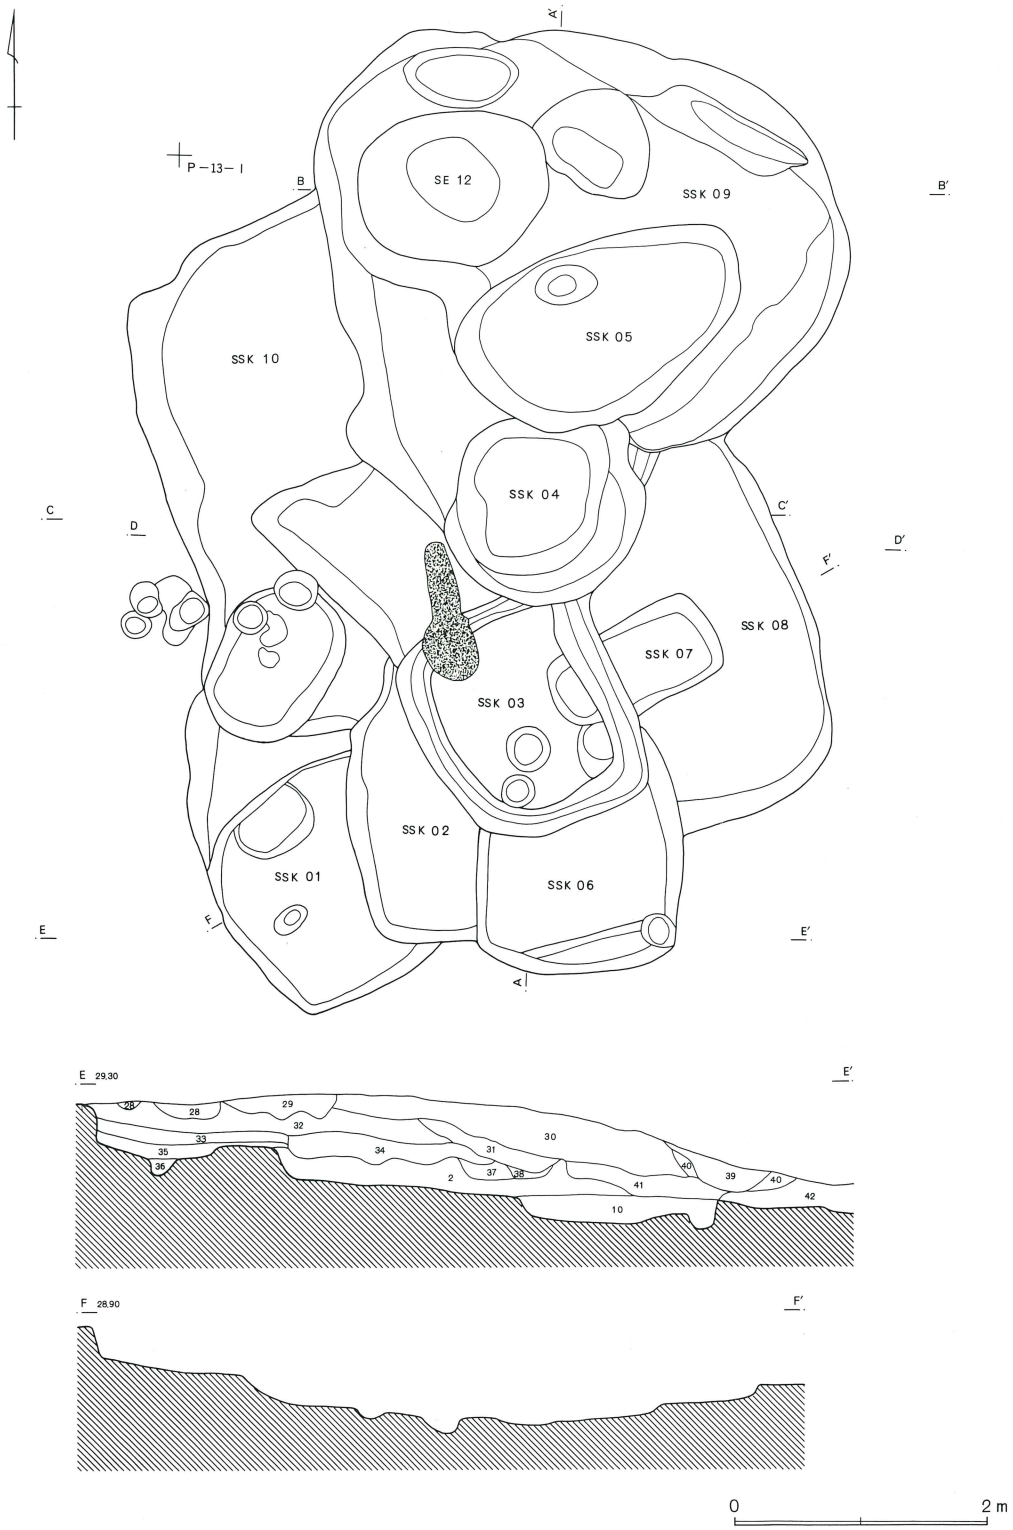 A′
P-13-I
B
SE 12
SSK 09
B′
SSK 05
SSK 10
C
SSK 04
C′
D
D′
F′
SSK 08
SSK 07
SSK 03
SSK 02
SSK 01
SSK 06
F
E
E′
A
E 29,30
E′
28
28
29
32
30
33
34
31
35
36
37
38
2
40
39
40
41
42
10
F 28,90
F′
0
2 m